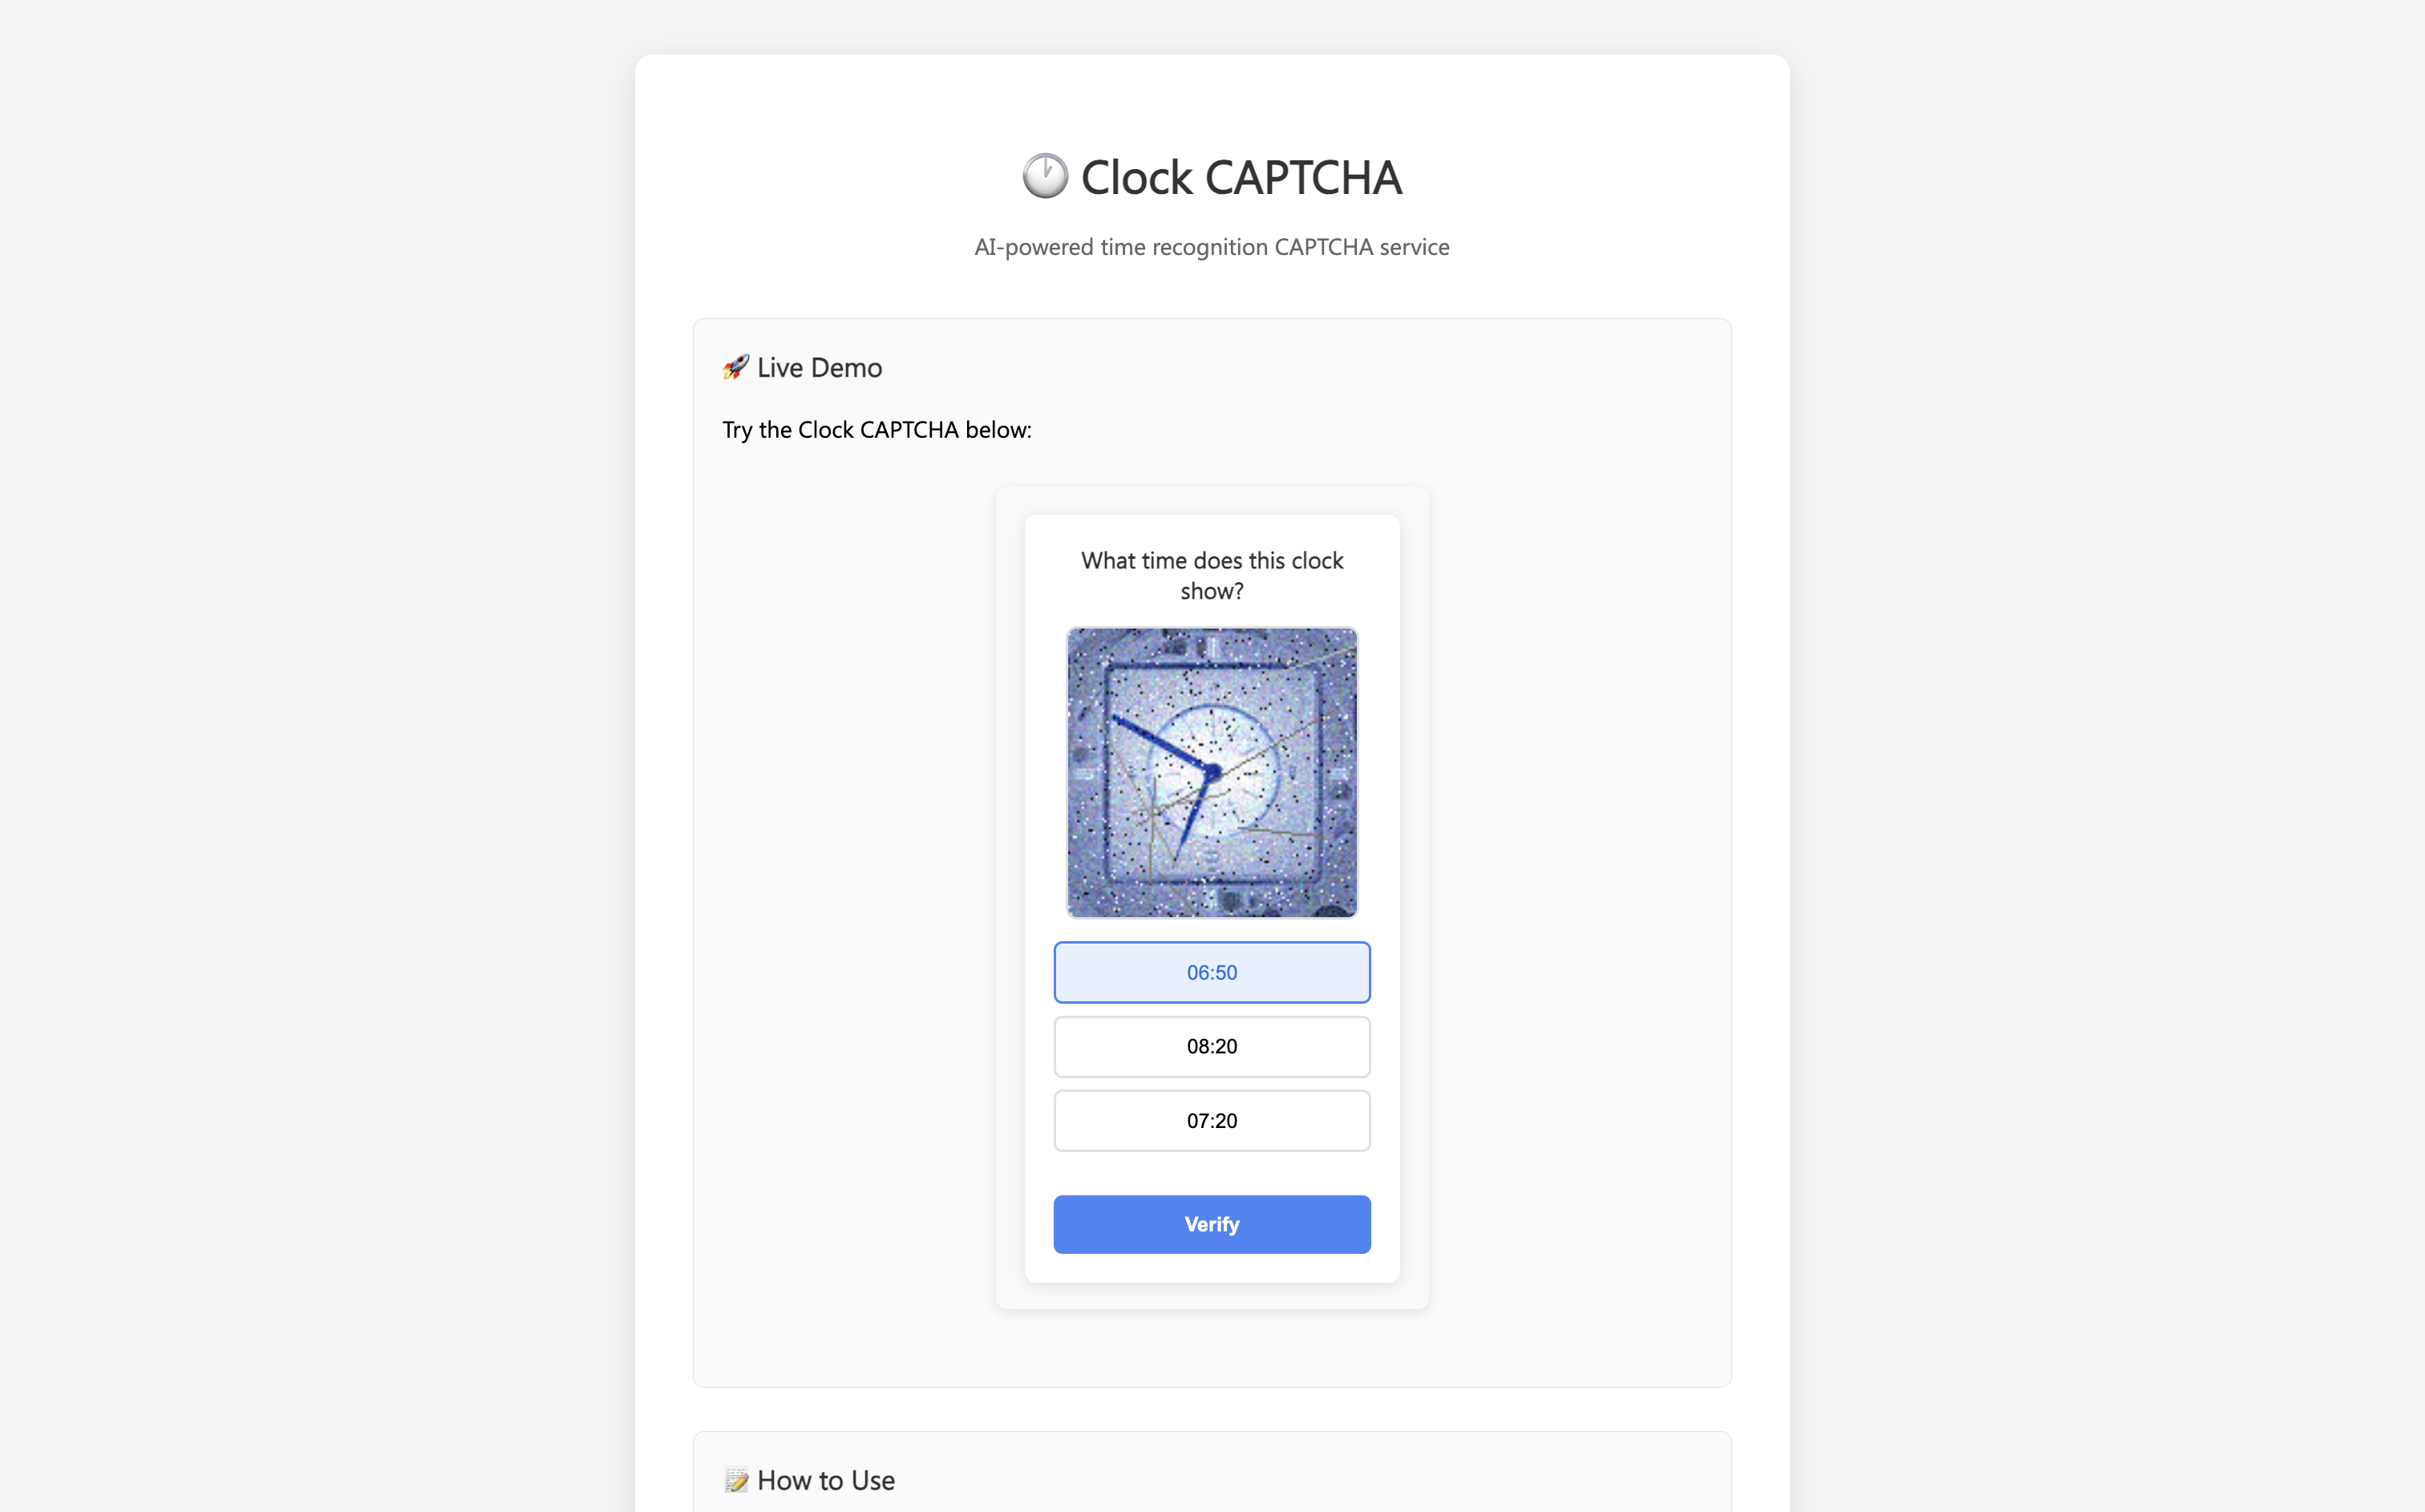 Clock CAPTCHA
AI-powered time recognition CAPTCHA service
🚀 Live Demo
Try the Clock CAPTCHA below:
What time does this clock
show?
06:50
08:20
07:20
Verify
📝 How to Use